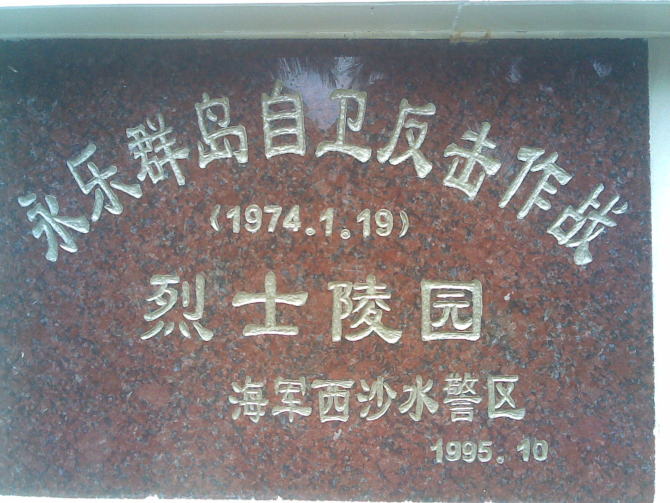 永乐群岛自卫反击作战
(1974.1.19)
烈士陵园
海军西沙水警区
1995.10